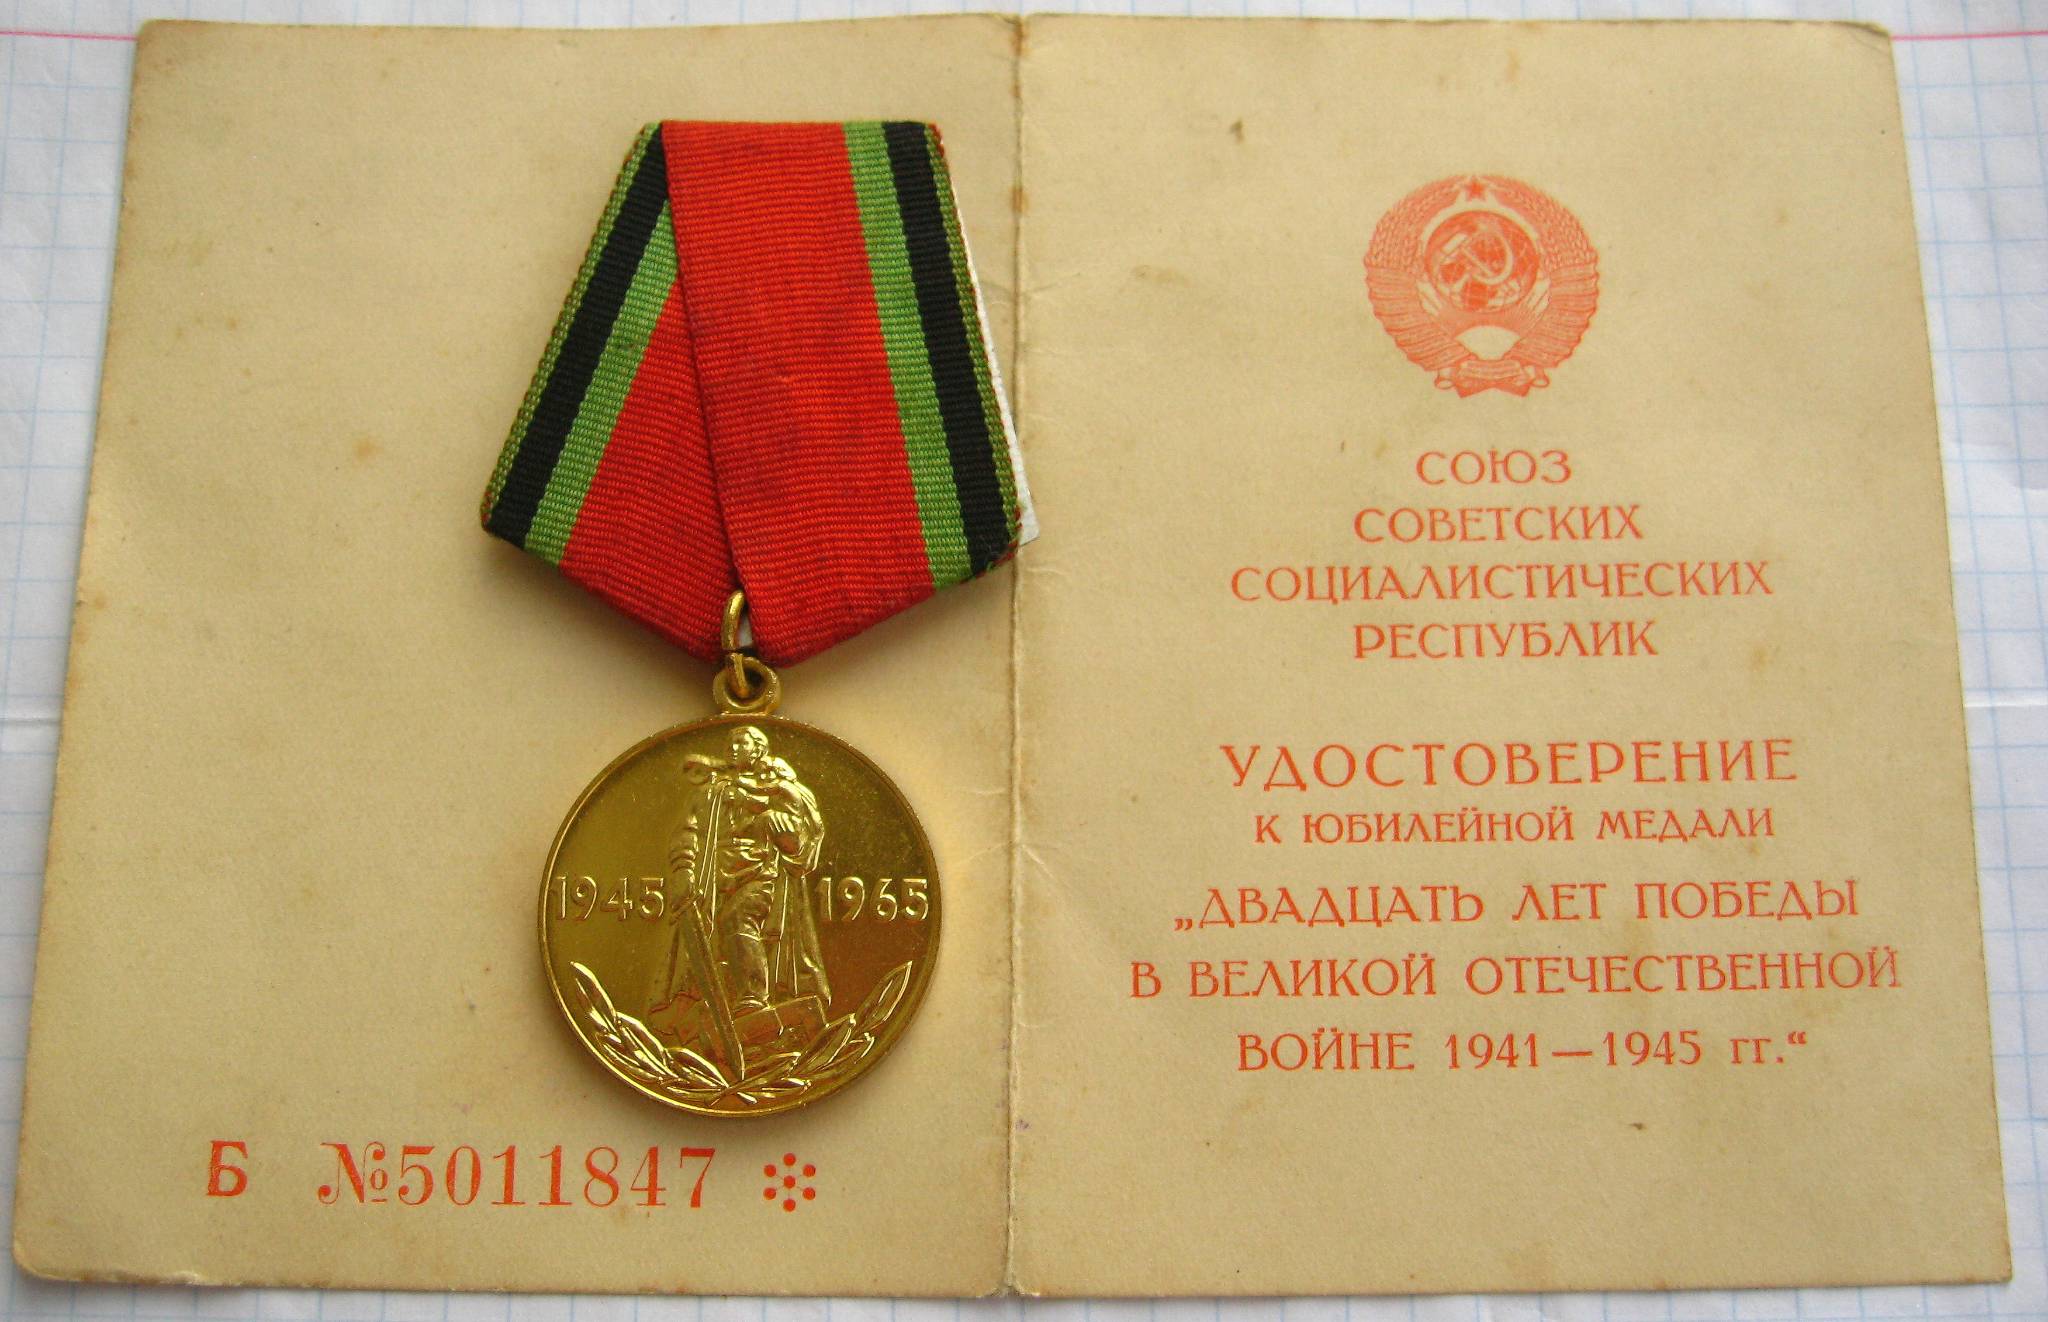 1945 1965
Б №5011847
СОЮЗ
СОВЕТСКИХ
СОЦИАЛИСТИЧЕСКИХ
РЕСПУБЛИК
УДОСТОВЕРЕНИЕ
К ЮБИЛЕЙНОЙ МЕДАЛИ
„ДВАДЦАТЬ ЛЕТ ПОБЕДЫ
В ВЕЛИКОЙ ОТЕЧЕСТВЕННОЙ
ВОЙНЕ 1941—1945 гг.“